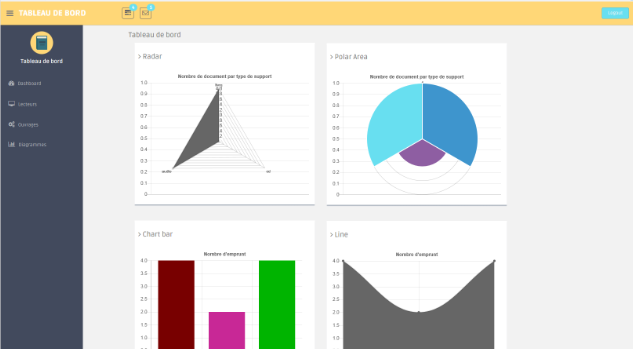 TABLEAU DE BORD
Logout
Tableau de bord
Tableau de bord
Dashboard
Lecteurs
Ouvrages
Diagrammes
> Radar
Nombre de document par type de support
1.0
0.9
0.8
0.7
0.6
0.5
0.4
0.3
0.2
0.1
0
> Polar Area
Nombre de document par type de support
1.0
0.9
0.8
0.7
0.6
0.5
0.4
0.3
0.2
0.1
0
> Chart bar
Nombre d'emprunt
4.0
3.5
3.0
2.5
2.0
1.5
1.0
> Line
Nombre d'emprunt
4.0
3.5
3.0
2.5
2.0
1.5
1.0